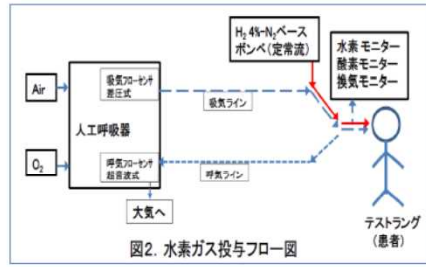 H₂ 4%-N₂ベース
ボンベ(定常流)
水素 モニター
酸素 モニター
換気モニター
Air
吸気フローセンサ
差圧式
吸気ライン
人工呼吸器
O₂
呼気フローセンサ
超音波式
呼気ライン
大気へ
テストラング
(患者)
図2. 水素ガス投与フロー図